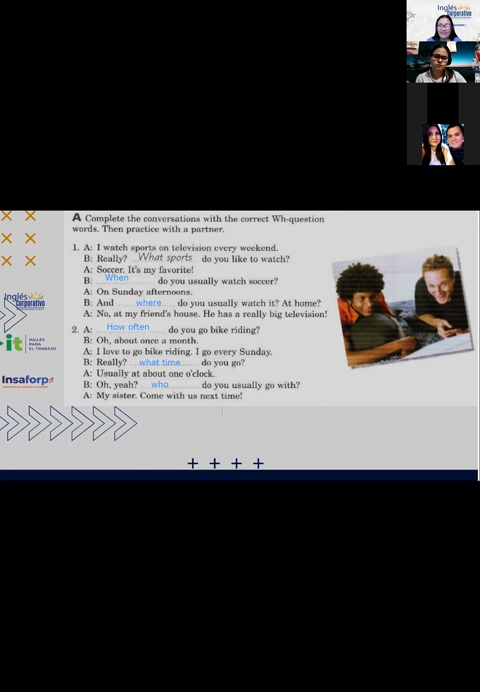 Inglés
Corporativo
A Complete the conversations with the correct Wh-question
words. Then practice with a partner.
1. A: I watch sports on television every weekend.
B: Really? What sports do you like to watch?
A: Soccer. It's my favorite!
B: When do you usually watch soccer?
A: On Sunday afternoons.
B: And where do you usually watch it? At home?
A: No, at my friend's house. He has a really big television!
2. A: How often do you go bike riding?
B: Oh, about once a month.
A: I love to go bike riding. I go every Sunday.
B: Really? what time do you go?
A: Usually at about one o'clock.
B: Oh, yeah? who do you usually go with?
A: My sister. Come with us next time!
Inglés
Corporativo
it INGLÉS
PARA
EL TRABAJO
Insaforp